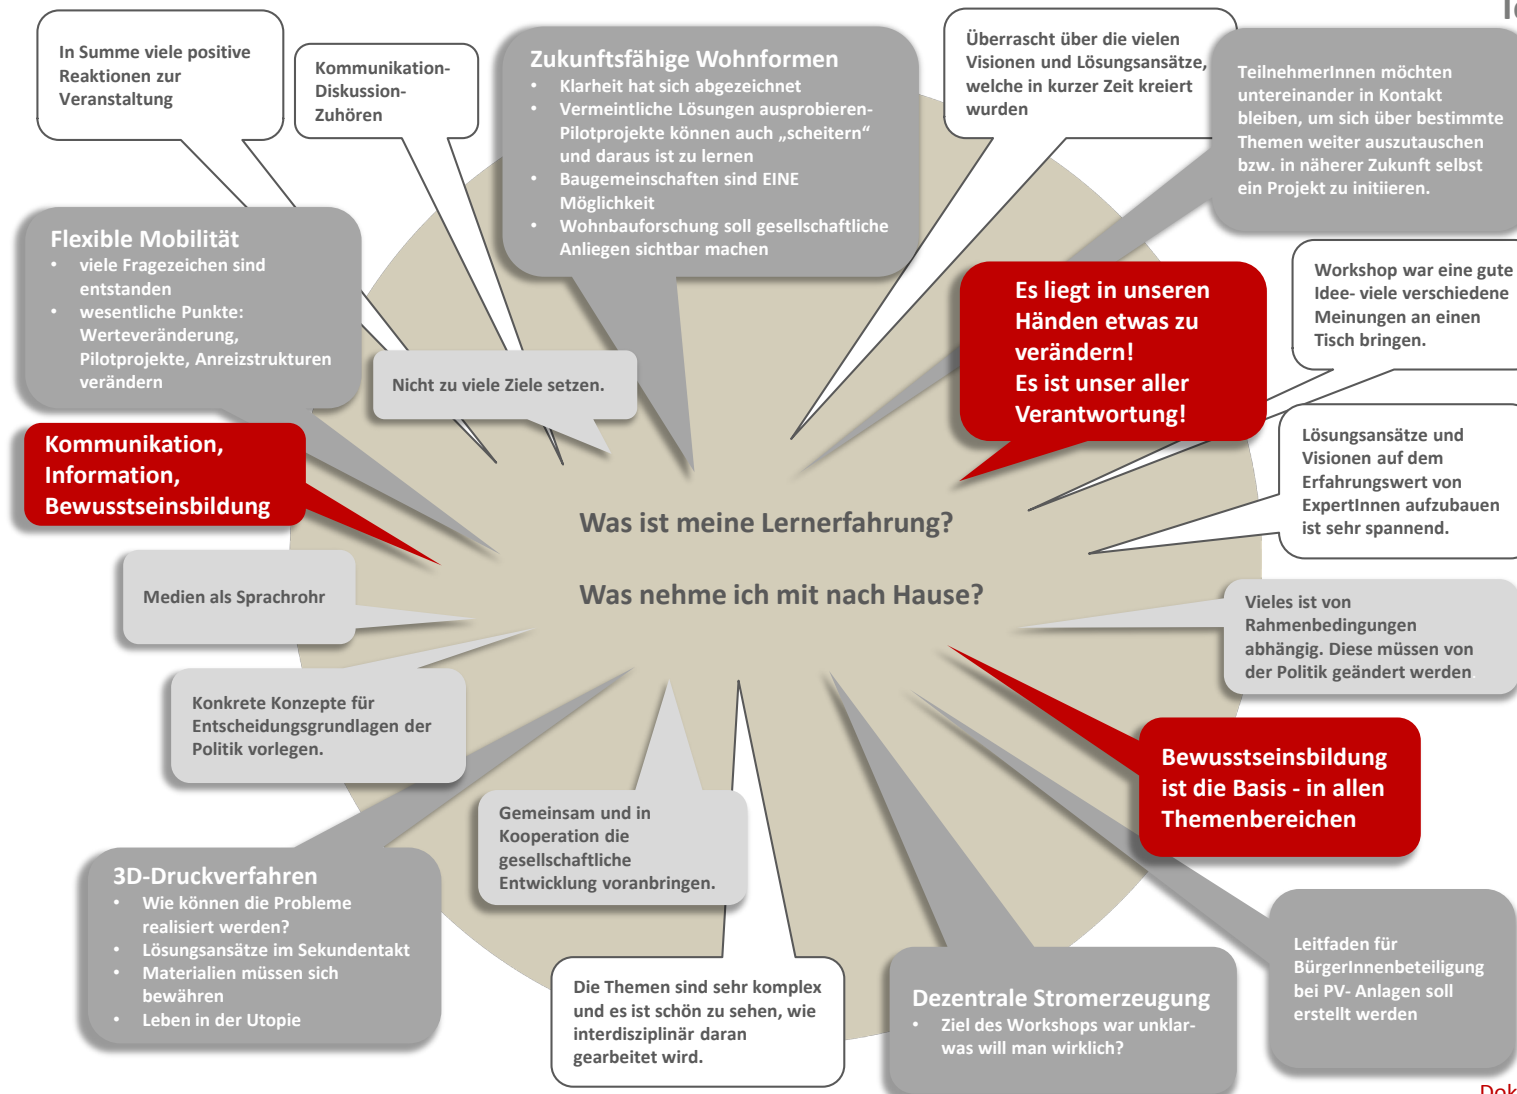 In Summe viele positive
Reaktionen zur
Veranstaltung
Kommunikation-
Diskussion-
Zuhören
Zukunftsfähige Wohnformen
• Klarheit hat sich abgezeichnet
• Vermeintliche Lösungen ausprobieren-
Pilotprojekte können auch „scheitern“
und daraus ist zu lernen
• Baugemeinschaften sind EINE
Möglichkeit
• Wohnbauforschung soll gesellschaftliche
Anliegen sichtbar machen
Überrascht über die vielen
Visionen und Lösungsansätze,
welche in kurzer Zeit kreiert
wurden
TeilnehmerInnen möchten
untereinander in Kontakt
bleiben, um sich über bestimmte
Themen weiter auszutauschen
bzw. in näherer Zukunft selbst
ein Projekt zu initiieren.
Flexible Mobilität
• viele Fragezeichen sind
entstanden
• wesentliche Punkte:
Werteveränderung,
Pilotprojekte, Anreizstrukturen
verändern
Nicht zu viele Ziele setzen.
Es liegt in unseren
Händen etwas zu
verändern!
Es ist unser aller
Verantwortung!
Workshop war eine gute
Idee- viele verschiedene
Meinungen an einen
Tisch bringen.
Kommunikation,
Information,
Bewusstseinsbildung
Lösungsansätze und
Visionen auf dem
Erfahrungswert von
ExpertInnen aufzubauen
ist sehr spannend.
Was ist meine Lernerfahrung?
Was nehme ich mit nach Hause?
Medien als Sprachrohr
Vieles ist von
Rahmenbedingungen
abhängig. Diese müssen von
der Politik geändert werden.
Konkrete Konzepte für
Entscheidungsgrundlagen der
Politik vorlegen.
Bewusstseinsbildung
ist die Basis - in allen
Themenbereichen
Gemeinsam und in
Kooperation die
gesellschaftliche
Entwicklung voranbringen.
3D-Druckverfahren
• Wie können die Probleme
realisiert werden?
• Lösungsansätze im Sekundentakt
• Materialien müssen sich
bewähren
• Leben in der Utopie
Die Themen sind sehr komplex
und es ist schön zu sehen, wie
interdisziplinär daran
gearbeitet wird.
Dezentrale Stromerzeugung
• Ziel des Workshops war unklar-
was will man wirklich?
Leitfaden für
BürgerInnenbeteiligung
bei PV- Anlagen soll
erstellt werden
Dok